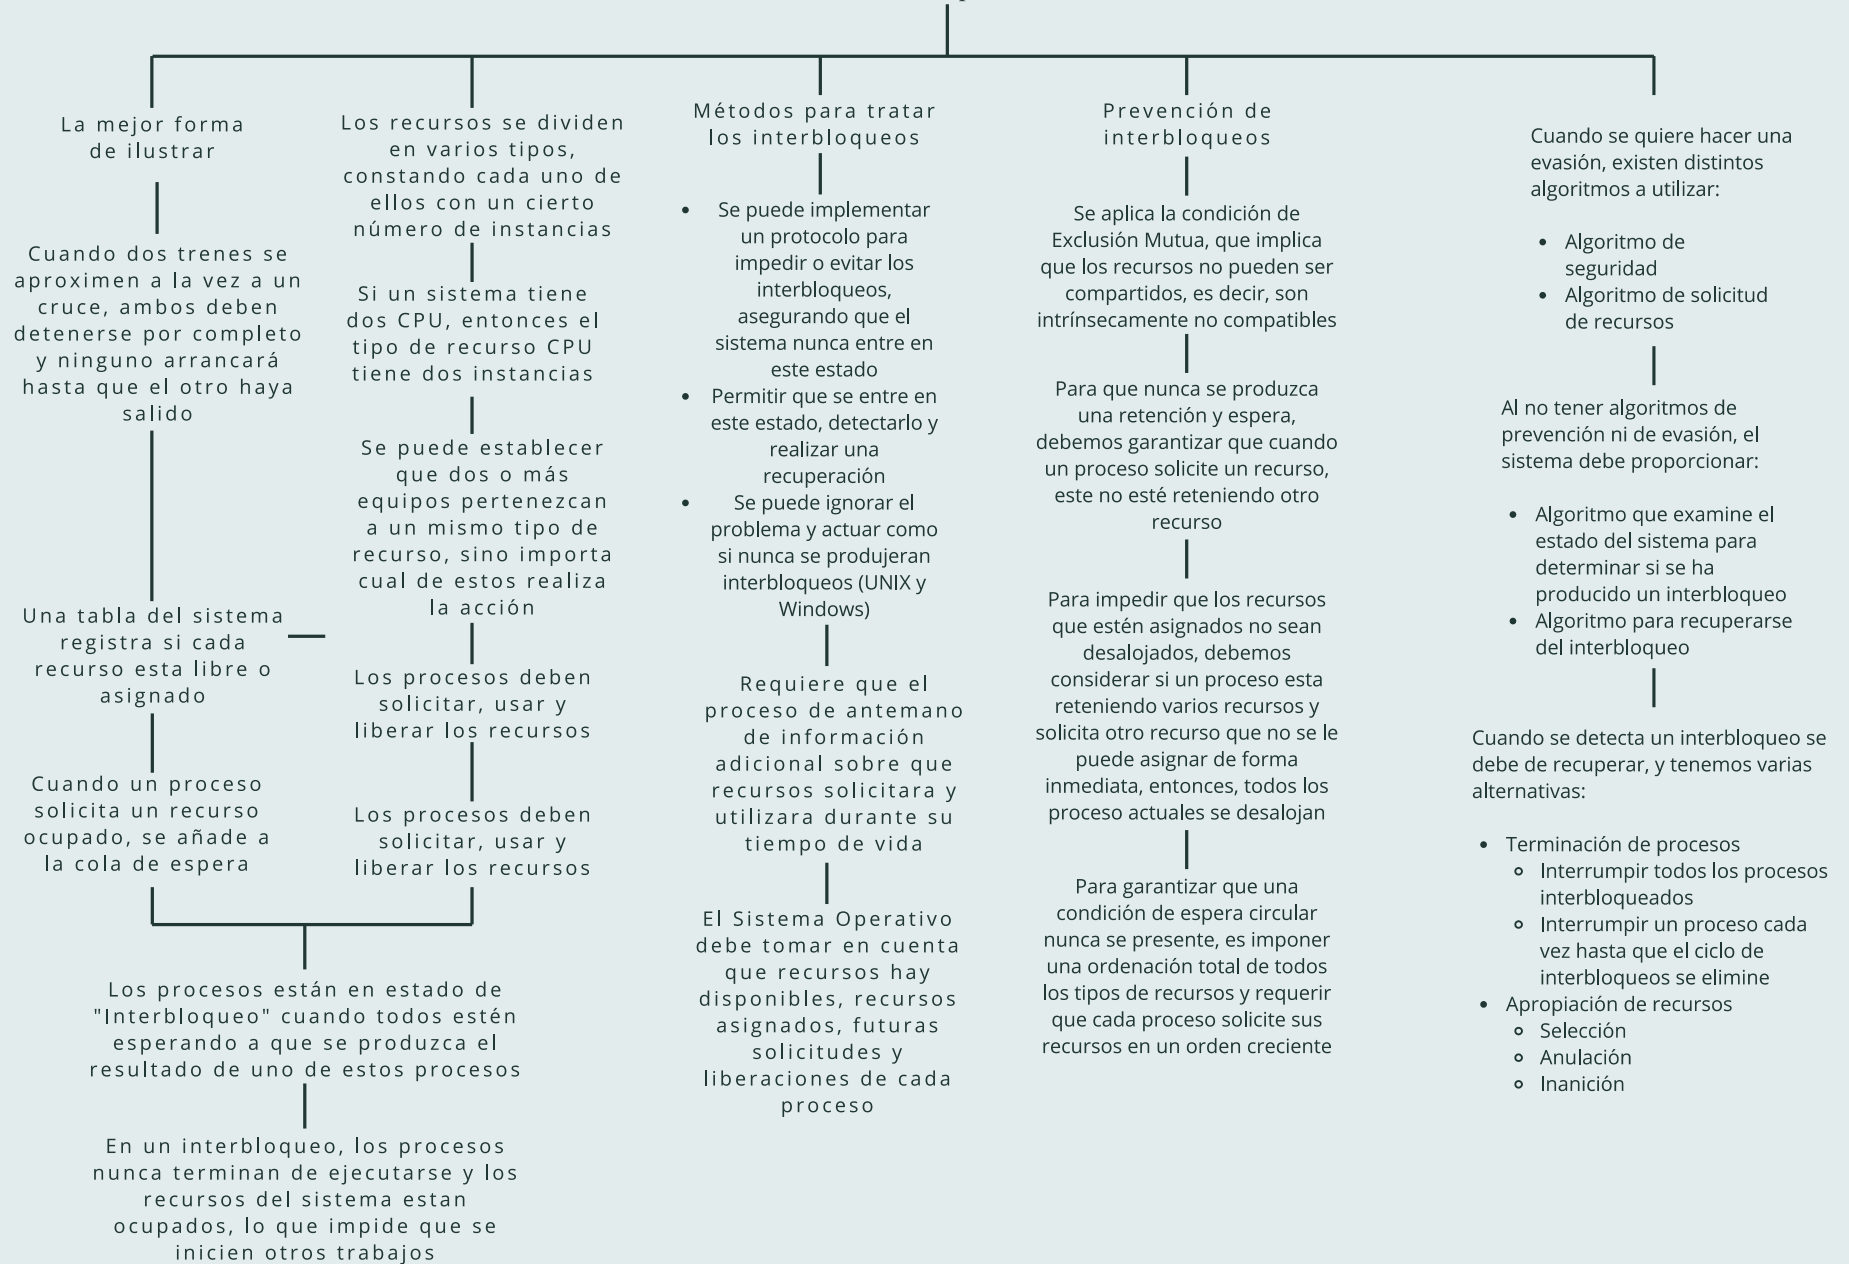 La mejor forma
de ilustrar
Cuando dos trenes se
aproximen a la vez a un
cruce, ambos deben
detenerse por completo
y ninguno arrancará
hasta que el otro haya
salido
Una tabla del sistema
registra si cada
recurso esta libre o
asignado
Cuando un proceso
solicita un recurso
ocupado, se añade a
la cola de espera
Los recursos se dividen
en varios tipos,
constando cada uno de
ellos con un cierto
número de instancias
Si un sistema tiene
dos CPU, entonces el
tipo de recurso CPU
tiene dos instancias
Se puede establecer
que dos o más
equipos pertenezcan
a un mismo tipo de
recurso, sino importa
cual de estos realiza
la acción
Los procesos deben
solicitar, usar y
liberar los recursos
Los procesos deben
solicitar, usar y
liberar los recursos
Los procesos están en estado de
"Interbloqueo" cuando todos estén
esperando a que se produzca el
resultado de uno de estos procesos
En un interbloqueo, los procesos
nunca terminan de ejecutarse y los
recursos del sistema estan
ocupados, lo que impide que se
inicien otros trabajos
Métodos para tratar
los interbloqueos
• Se puede implementar
un protocolo para
impedir o evitar los
interbloqueos,
asegurando que el
sistema nunca entre en
este estado
• Permitir que se entre en
este estado, detectarlo y
realizar una
recuperación
• Se puede ignorar el
problema y actuar como
si nunca se produjeran
interbloqueos (UNIX y
Windows)
Requiere que el
proceso de antemano
de información
adicional sobre que
recursos solicitara y
utilizara durante su
tiempo de vida
El Sistema Operativo
debe tomar en cuenta
que recursos hay
disponibles, recursos
asignados, futuras
solicitudes y
liberaciones de cada
proceso
Prevención de
interbloqueos
Se aplica la condición de
Exclusión Mutua, que implica
que los recursos no pueden ser
compartidos, es decir, son
intrínsecamente no compatibles
Para que nunca se produzca
una retención y espera,
debemos garantizar que cuando
un proceso solicite un recurso,
este no esté reteniendo otro
recurso
Para impedir que los recursos
que estén asignados no sean
desalojados, debemos
considerar si un proceso esta
reteniendo varios recursos y
solicita otro recurso que no se le
puede asignar de forma
inmediata, entonces, todos los
proceso actuales se desalojan
Para garantizar que una
condición de espera circular
nunca se presente, es imponer
una ordenación total de todos
los tipos de recursos y requerir
que cada proceso solicite sus
recursos en un orden creciente
Cuando se quiere hacer una
evasión, existen distintos
algoritmos a utilizar:
• Algoritmo de
seguridad
• Algoritmo de solicitud
de recursos
Al no tener algoritmos de
prevención ni de evasión, el
sistema debe proporcionar:
• Algoritmo que examine el
estado del sistema para
determinar si se ha
producido un interbloqueo
• Algoritmo para recuperarse
del interbloqueo
Cuando se detecta un interbloqueo se
debe de recuperar, y tenemos varias
alternativas:
• Terminación de procesos
◦ Interrumpir todos los procesos
interbloqueados
◦ Interrumpir un proceso cada
vez hasta que el ciclo de
interbloqueos se elimine
• Apropiación de recursos
◦ Selección
◦ Anulación
◦ Inanición